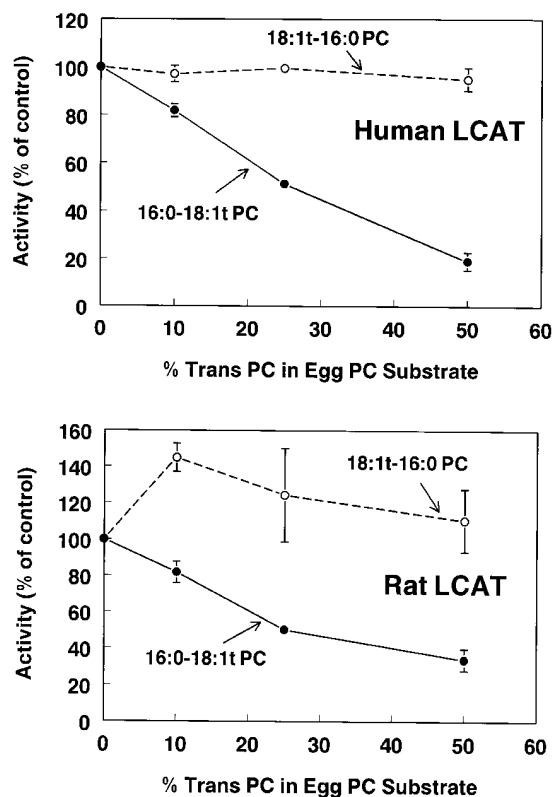 120
100
80
60
40
20
0
Activity (% of control)
18:1t-16:0 PC
Human LCAT
16:0-18:1t PC
0 10 20 30 40 50 60
% Trans PC in Egg PC Substrate
160
140
120
100
80
60
40
20
0
Activity (% of control)
18:1t-16:0 PC
Rat LCAT
16:0-18:1t PC
0 10 20 30 40 50 60
% Trans PC in Egg PC Substrate